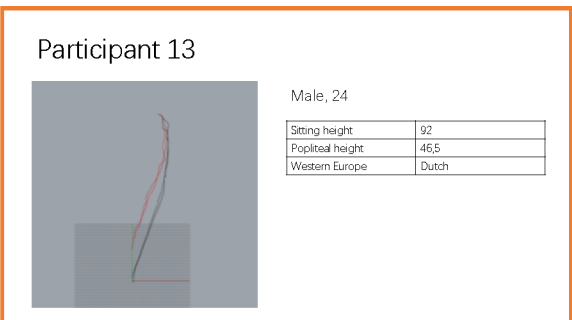 Participant 13
Male, 24
Sitting height 92
Popliteal height 46,5
Western Europe Dutch